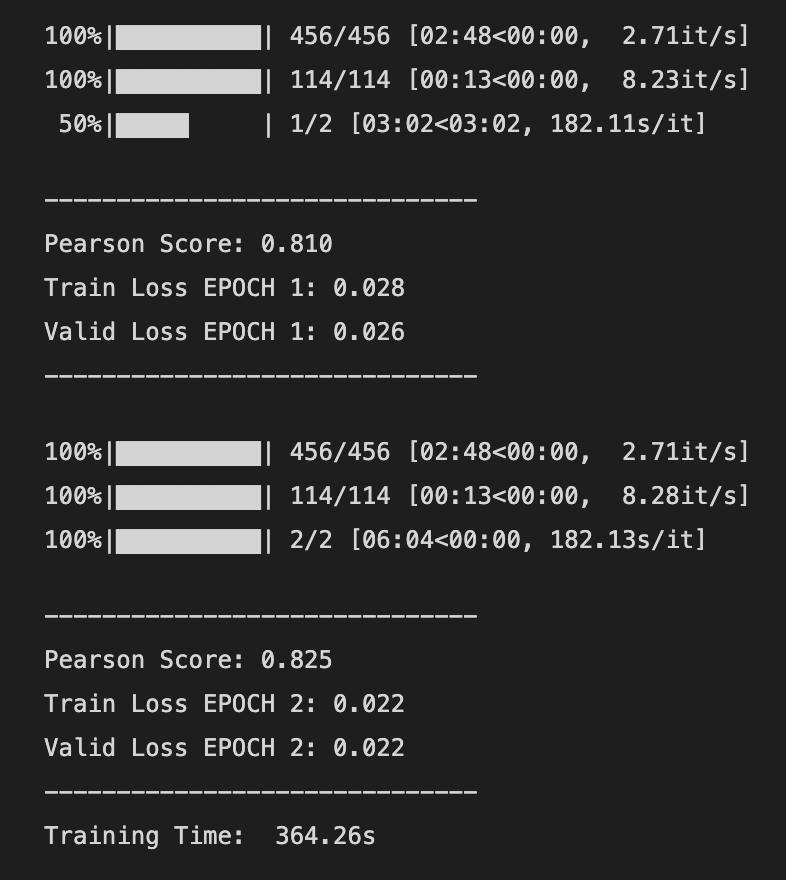 100%|██████████| 456/456 [02:48<00:00,  2.71it/s]
100%|██████████| 114/114 [00:13<00:00,  8.23it/s]
 50%|█████     | 1/2 [03:02<03:02, 182.11s/it]
------------------------------
Pearson Score: 0.810
Train Loss EPOCH 1: 0.028
Valid Loss EPOCH 1: 0.026
------------------------------
100%|██████████| 456/456 [02:48<00:00,  2.71it/s]
100%|██████████| 114/114 [00:13<00:00,  8.28it/s]
100%|██████████| 2/2 [06:04<00:00, 182.13s/it]
------------------------------
Pearson Score: 0.825
Train Loss EPOCH 2: 0.022
Valid Loss EPOCH 2: 0.022
------------------------------
Training Time:  364.26s